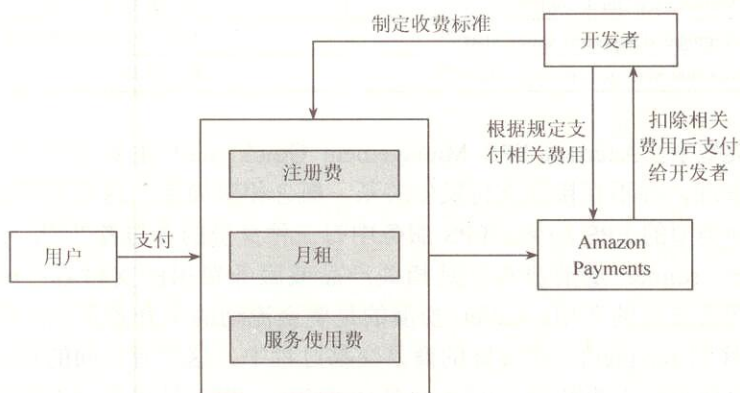 制定收费标准
开发者
根据规定支
付相关费用
扣除相关
费用后支付
给开发者
注册费
用户
支付
月租
Amazon
Payments
服务使用费